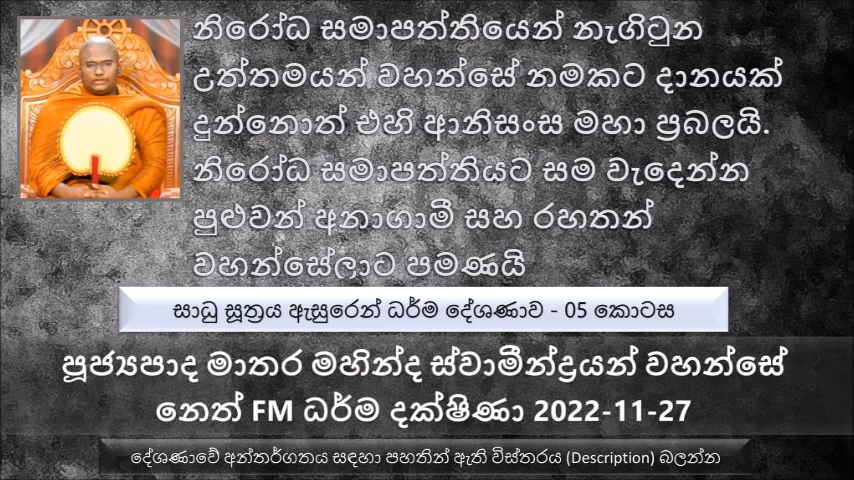 නිරෝධ සමාපත්තියෙන් නැගිටුන
උත්තමයන් වහන්සේ නමකට දානයක්
දුන්නොත් එහි ආනිසංස මහා ප්‍රබලයි.
නිරෝධ සමාපත්තියට සම වැදෙන්න
පුළුවන් අනාගාමී සහ රහතන්
වහන්සේලාට පමණයි
සාධු සූත්‍රය ඇසුරෙන් ධර්ම දේශණාව - 05 කොටස
පූජ්‍යපාද මාතර මහින්ද ස්වාමීන්ද්‍රයන් වහන්සේ
නෙත් FM ධර්ම දක්ෂිණා 2022-11-27
දේශණාවේ අන්තර්ගතය සඳහා පහතින් ඇති විස්තරය (Description) බලන්න